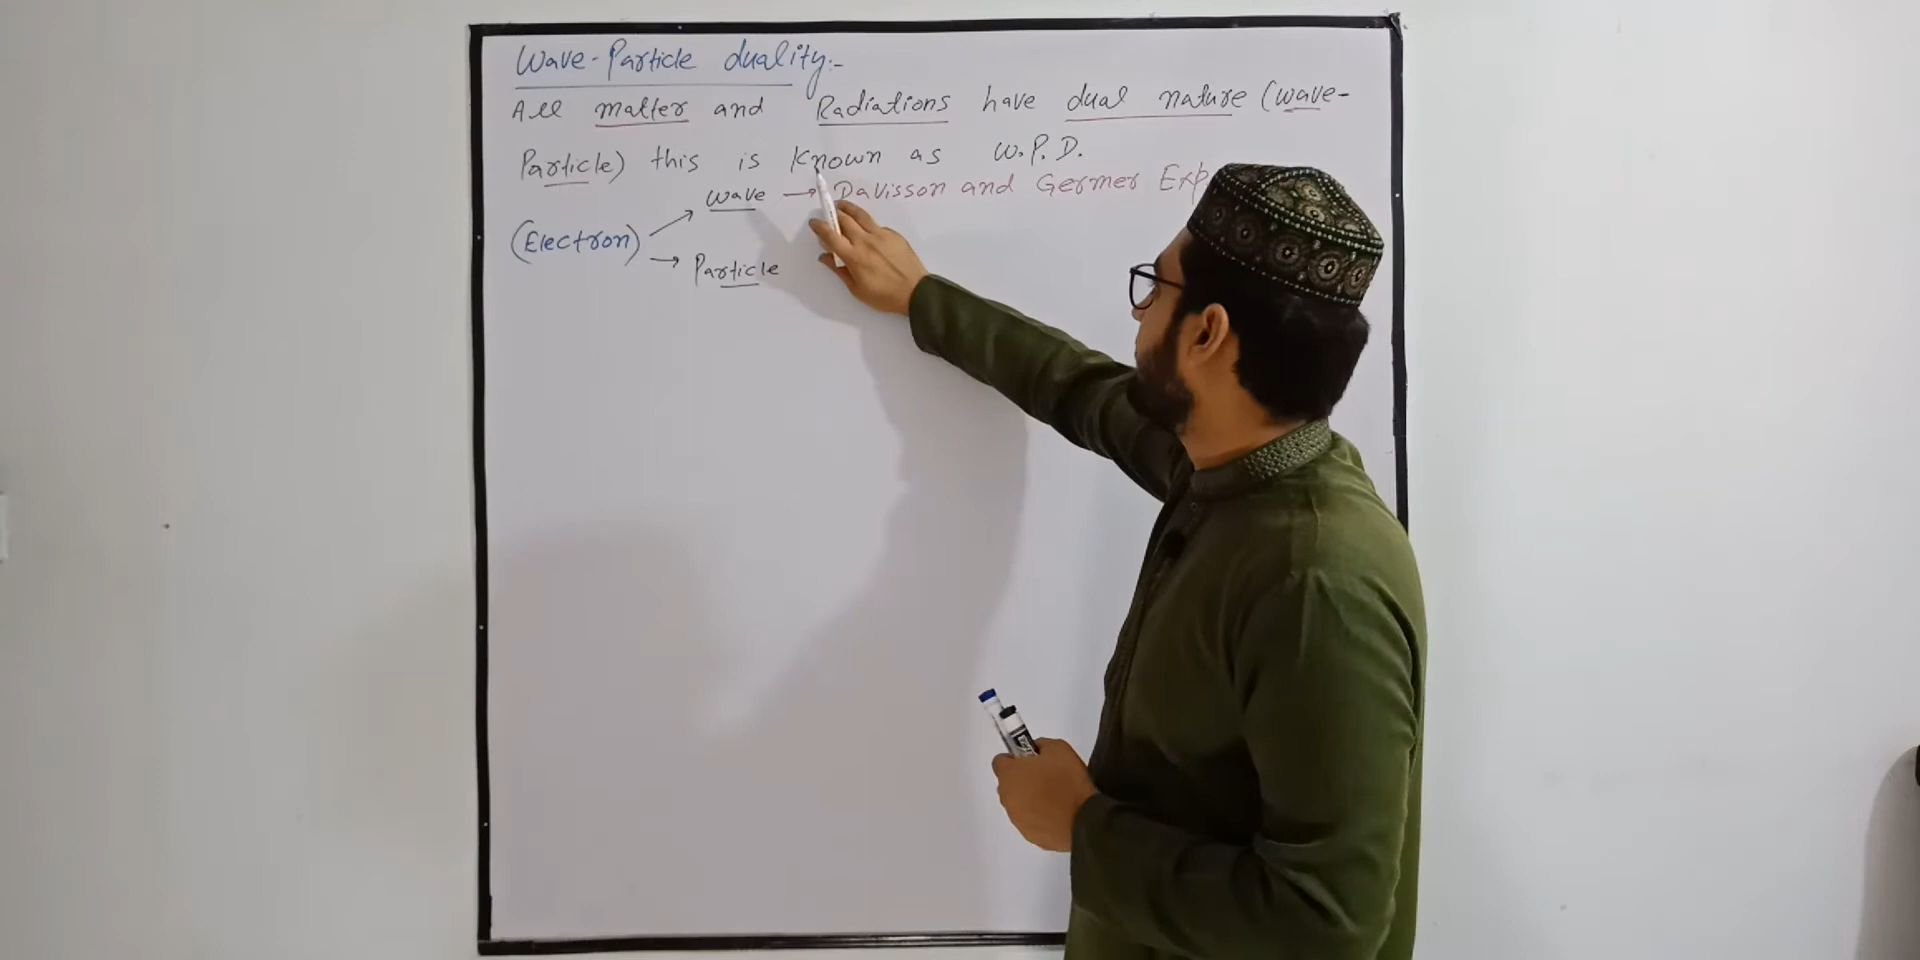 Wave-Particle duality:-
All matter and Radiations have dual nature (wave-
Particle) this is known as W.P.D.
wave → Davisson and Germer Exp
(Electron)
→ Particle